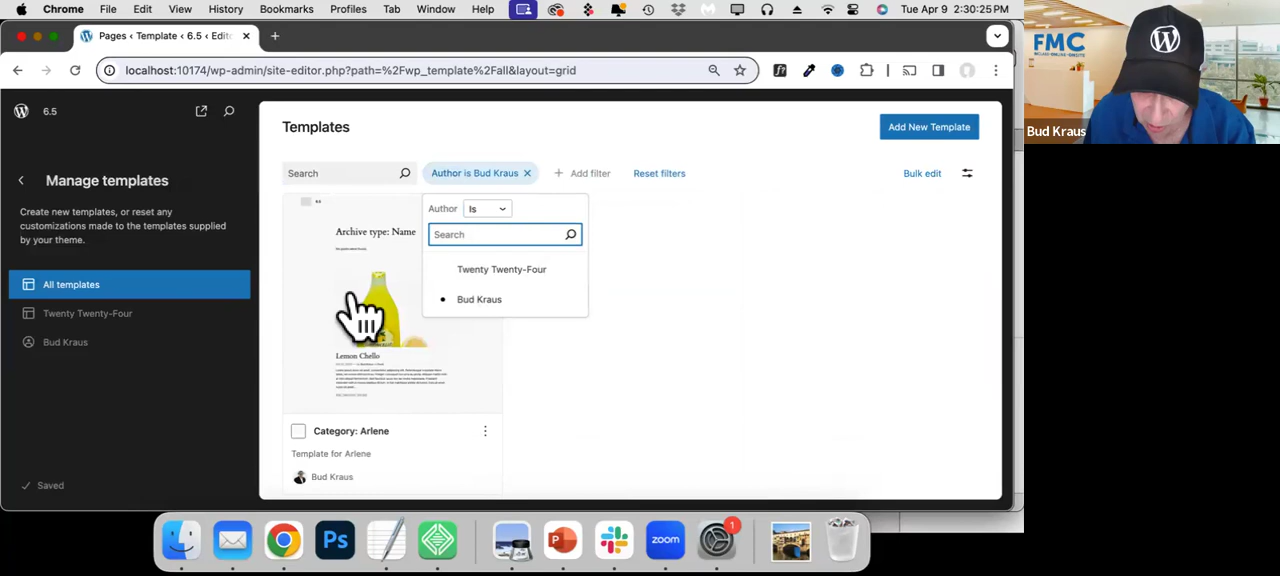 Chrome File Edit View History Bookmarks Profiles Tab Window Help Tue Apr 9 2:30:25 PM
Pages ‹ Template ‹ 6.5 ‹ Edit
localhost:10174/wp-admin/site-editor.php?path=%2Fwp_template%2Fall&layout=grid
6.5
Manage templates
Create new templates, or reset any
customizations made to the templates supplied
by your theme.
All templates
Twenty Twenty-Four
Bud Kraus
Saved
Templates
Add New Template
Search
Author is Bud Kraus
Add filter
Reset filters
Bulk edit
Author Is
Search
Twenty Twenty-Four
Bud Kraus
6.5
Archive type: Name
Lemon Chello
Category: Arlene
Template for Arlene
Bud Kraus
Ps
P
zoom
1
FMC
W
Bud Kraus